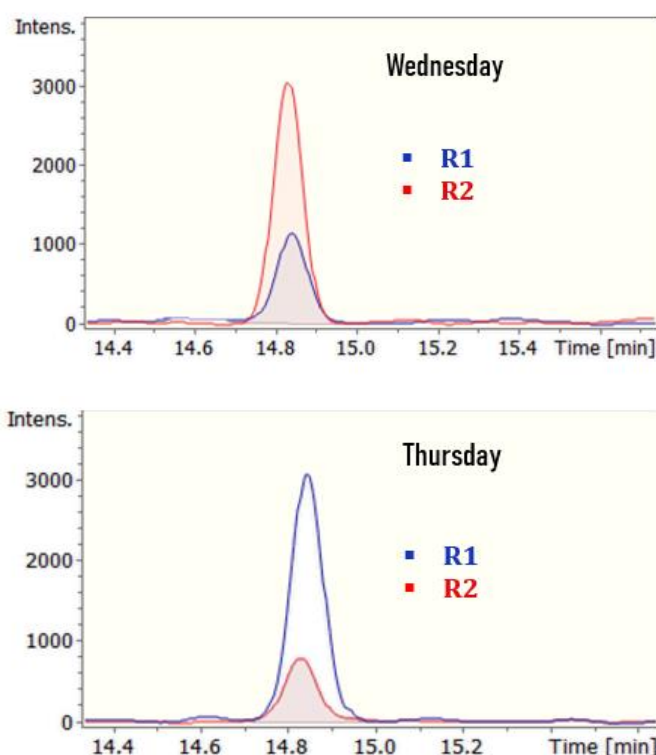 Intens.
Wednesday
3000
R1
R2
2000
1000
0
14.4 14.6 14.8 15.0 15.2 15.4 Time [min]
Intens.
Thursday
3000
R1
R2
2000
1000
0
14.4 14.6 14.8 15.0 15.2 Time [min]